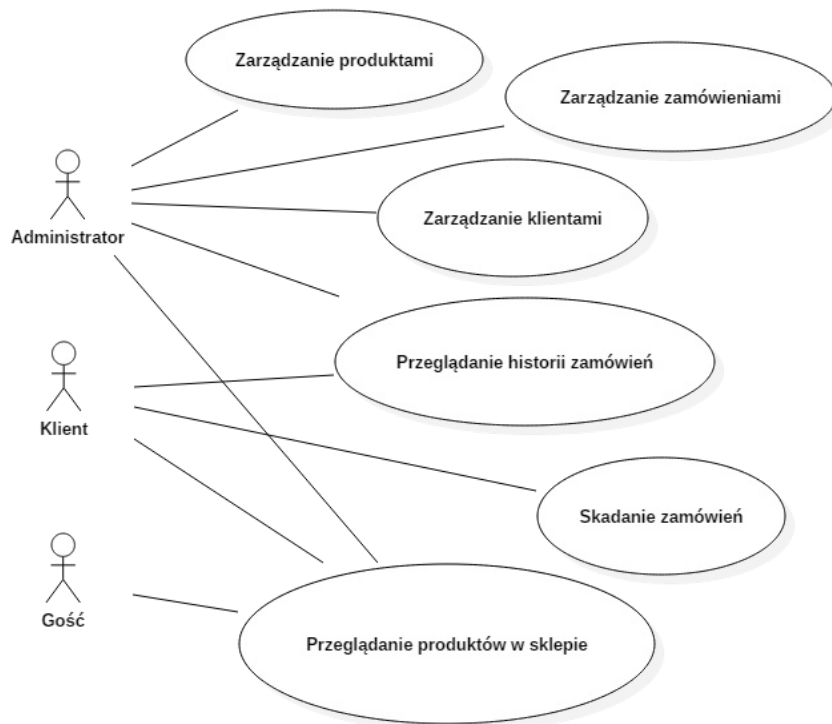 Zarządzanie produktami
Zarządzanie zamówieniami
Zarządzanie klientami
Administrator
Przeglądanie historii zamówień
Klient
Skadanie zamówień
Gość
Przeglądanie produktów w sklepie